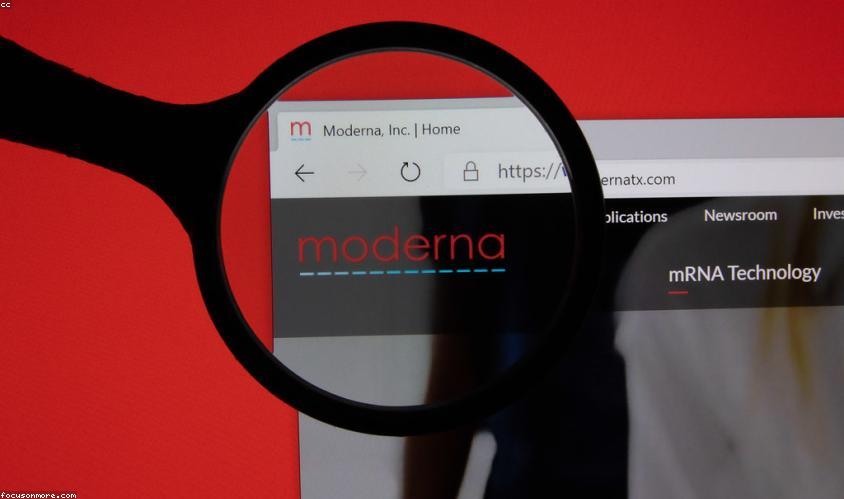 cc
m Moderna, Inc. | Home
https:// ernatx.com
plications Newsroom Inves
moderna
mRNA Technology
focusonmore.com